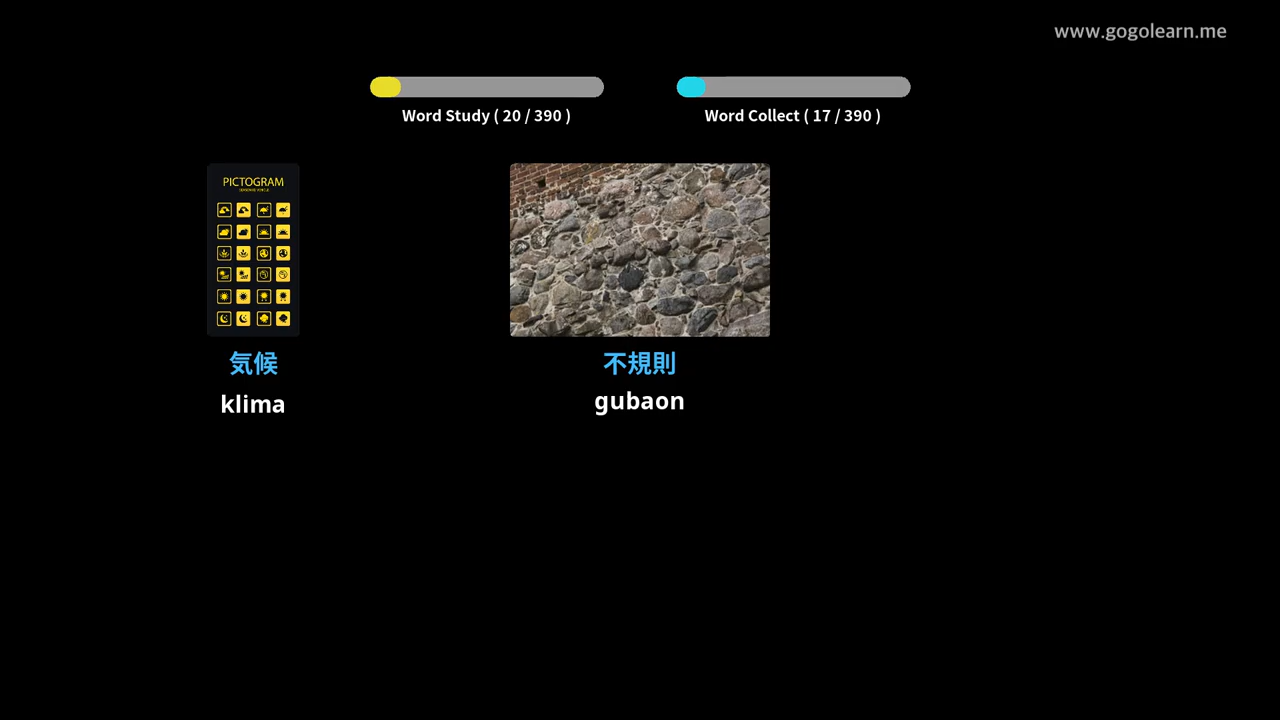 www.gogolearn.me
Word Study ( 20 / 390 )
Word Collect ( 17 / 390 )
PICTOGRAM
気候
klima
不規則
gubaon